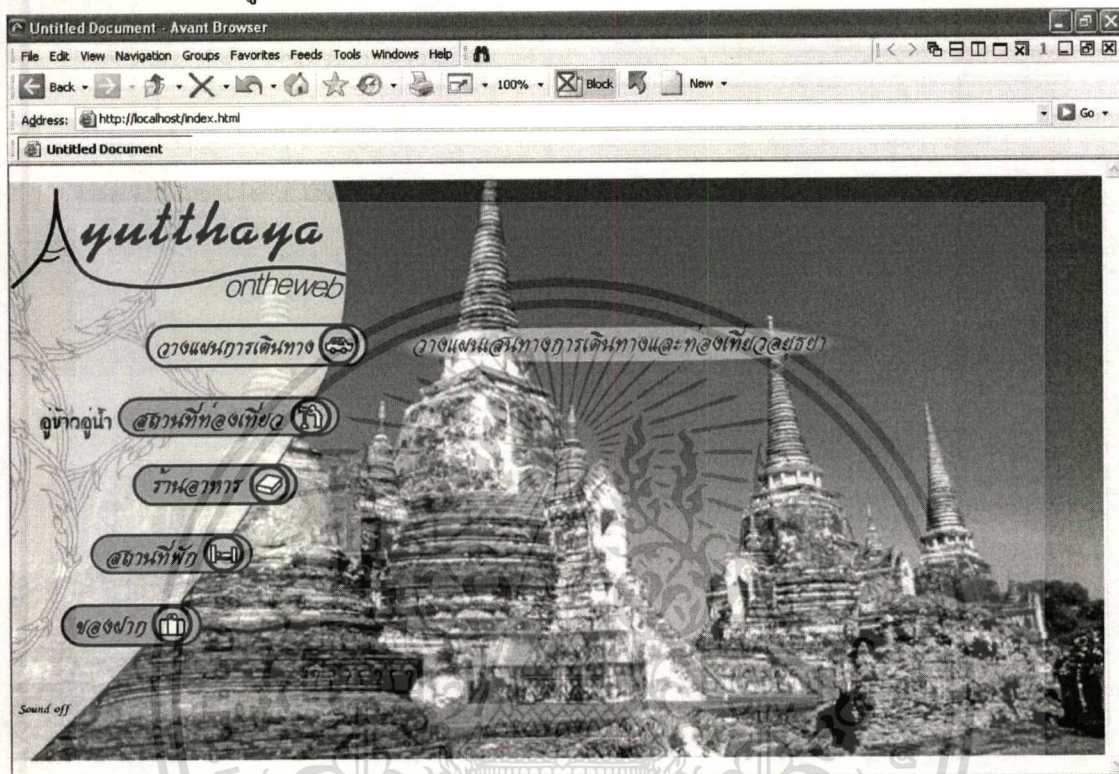 Untitled Document - Avant Browser
File Edit View Navigation Groups Favorites Feeds Tools Windows Help
1
Back 100% Block New
Address: http://localhost/index.html Go
Untitled Document
Ayutthaya
ontheweb
วางแผนการเดินทาง วางแผนเส้นทางการเดินทางและท่องเที่ยวอยุธยา
อู่ข้าวอู่น้ำ สถานที่ท่องเที่ยว
ร้านอาหาร
สถานที่พัก
ของฝาก
Sound off